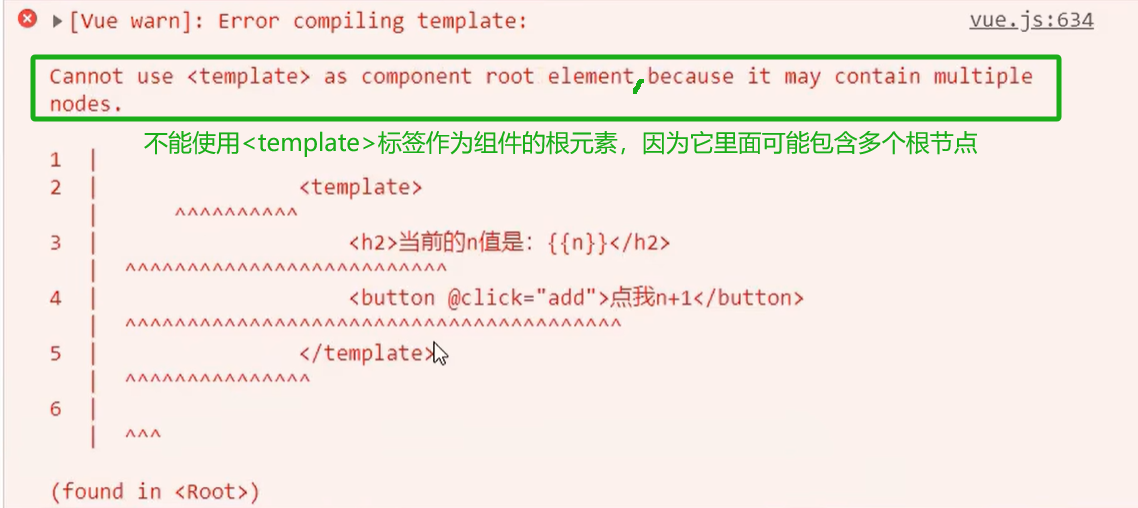 [Vue warn]: Error compiling template: vue.js:634
Cannot use <template> as component root element because it may contain multiple
nodes.
不能使用<template>标签作为组件的根元素，因为它里面可能包含多个根节点
1 |
2 | <template>
| ^^^^^^^^^^
3 | <h2>当前的n值是：{{n}}</h2>
| ^^^^^^^^^^^^^^^^^^^^^^^^^^
4 | <button @click="add">点我n+1</button>
| ^^^^^^^^^^^^^^^^^^^^^^^^^^^^^^^^^^^^^^^^
5 | </template>
| ^^^^^^^^^^^^^^^
6 |
| ^^^
(found in <Root>)